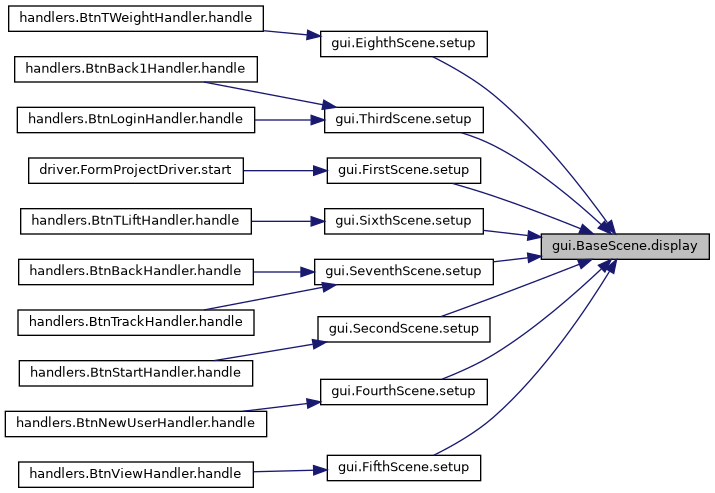 handlers.BtnTWeightHandler.handle
gui.EighthScene.setup
handlers.BtnBack1Handler.handle
handlers.BtnLoginHandler.handle
gui.ThirdScene.setup
driver.FormProjectDriver.start
gui.FirstScene.setup
handlers.BtnTLiftHandler.handle
gui.SixthScene.setup
gui.BaseScene.display
handlers.BtnBackHandler.handle
gui.SeventhScene.setup
handlers.BtnTrackHandler.handle
gui.SecondScene.setup
handlers.BtnStartHandler.handle
gui.FourthScene.setup
handlers.BtnNewUserHandler.handle
gui.FifthScene.setup
handlers.BtnViewHandler.handle